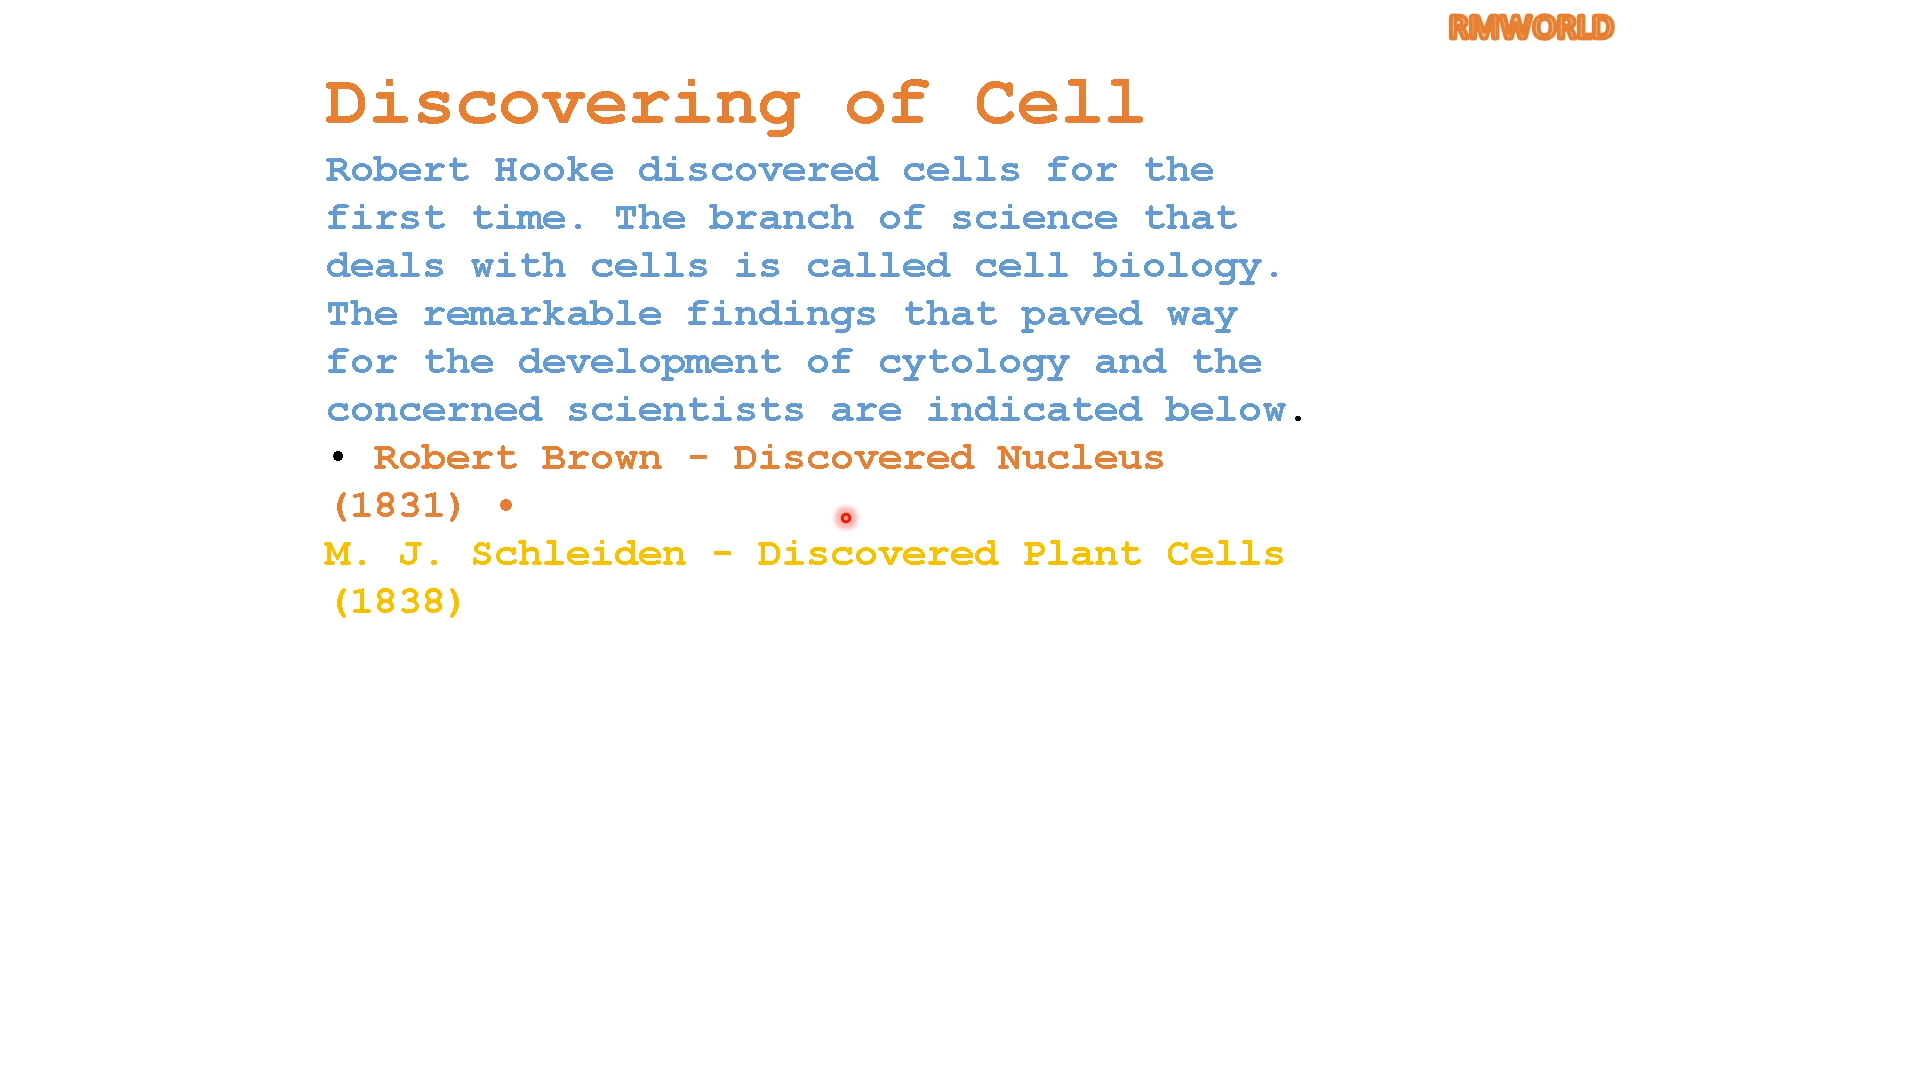 RMWORLD
Discovering of Cell
Robert Hooke discovered cells for the
first time. The branch of science that
deals with cells is called cell biology.
The remarkable findings that paved way
for the development of cytology and the
concerned scientists are indicated below.
• Robert Brown - Discovered Nucleus
(1831) •
M. J. Schleiden - Discovered Plant Cells
(1838)